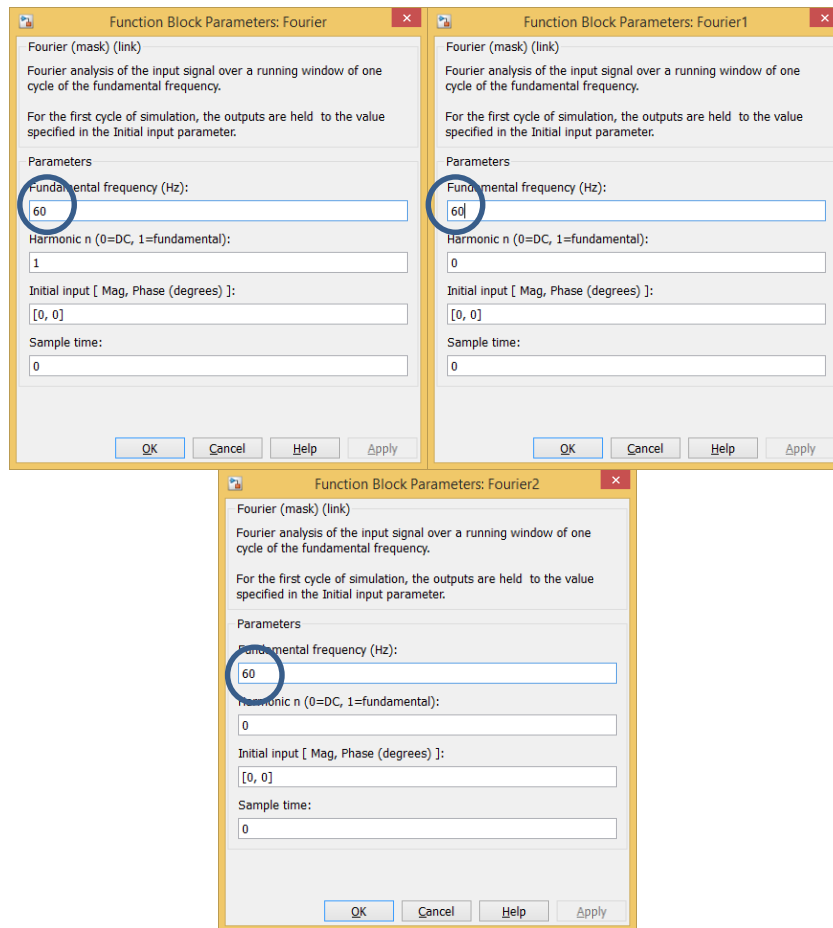 Function Block Parameters: Fourier
Fourier (mask) (link)
Fourier analysis of the input signal over a running window of one
cycle of the fundamental frequency.
For the first cycle of simulation, the outputs are held  to the value
specified in the Initial input parameter.
Parameters
Fundamental frequency (Hz):
60
Harmonic n (0=DC, 1=fundamental):
1
Initial input [ Mag, Phase (degrees) ]:
[0, 0]
Sample time:
0
OK
Cancel
Help
Apply
Function Block Parameters: Fourier1
Fourier (mask) (link)
Fourier analysis of the input signal over a running window of one
cycle of the fundamental frequency.
For the first cycle of simulation, the outputs are held  to the value
specified in the Initial input parameter.
Parameters
Fundamental frequency (Hz):
60
Harmonic n (0=DC, 1=fundamental):
0
Initial input [ Mag, Phase (degrees) ]:
[0, 0]
Sample time:
0
OK
Cancel
Help
Apply
Function Block Parameters: Fourier2
Fourier (mask) (link)
Fourier analysis of the input signal over a running window of one
cycle of the fundamental frequency.
For the first cycle of simulation, the outputs are held  to the value
specified in the Initial input parameter.
Parameters
Fundamental frequency (Hz):
60
Harmonic n (0=DC, 1=fundamental):
0
Initial input [ Mag, Phase (degrees) ]:
[0, 0]
Sample time:
0
OK
Cancel
Help
Apply